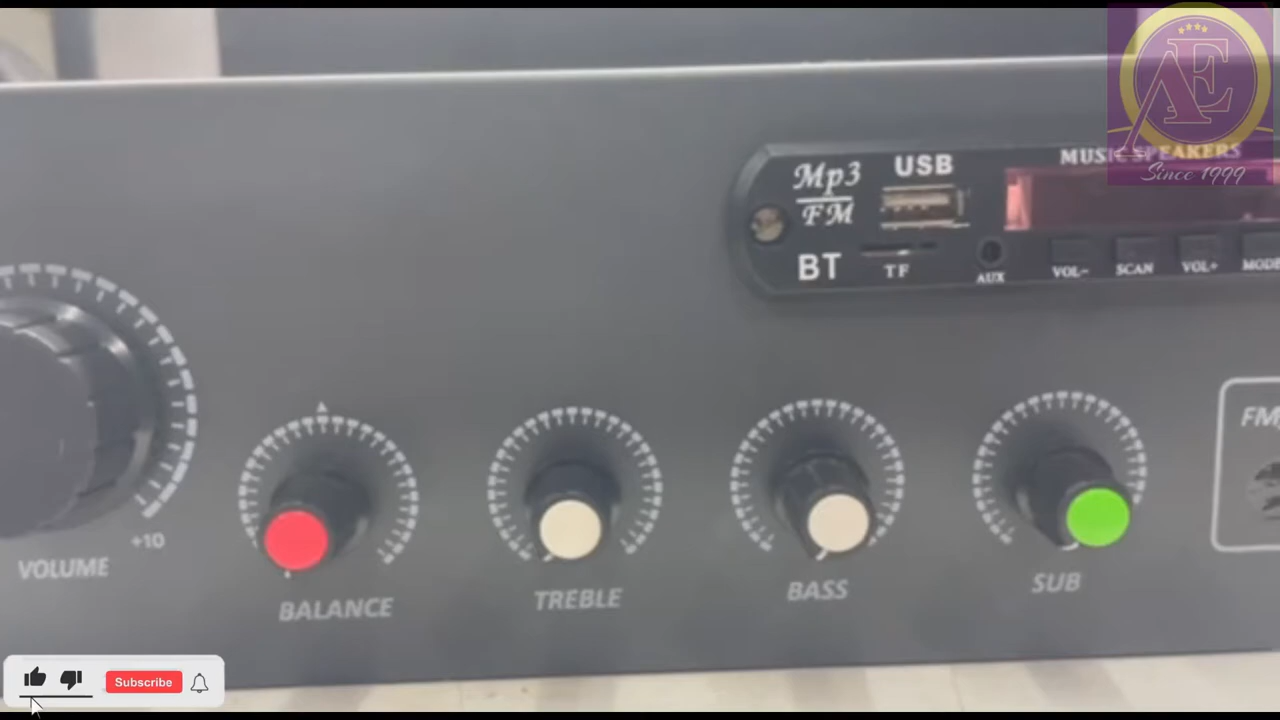 AE
MUSIC SPEAKERS
Since 1999
Mp3
FM
USB
BT
TF
AUX
VOL-
SCAN
VOL+
MODE
FM
+10
VOLUME
BALANCE
TREBLE
BASS
SUB
Subscribe